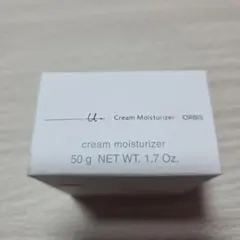 u. Cream Moisturizer ORBIS
cream moisturizer
50 g NET WT. 1.7 Oz.